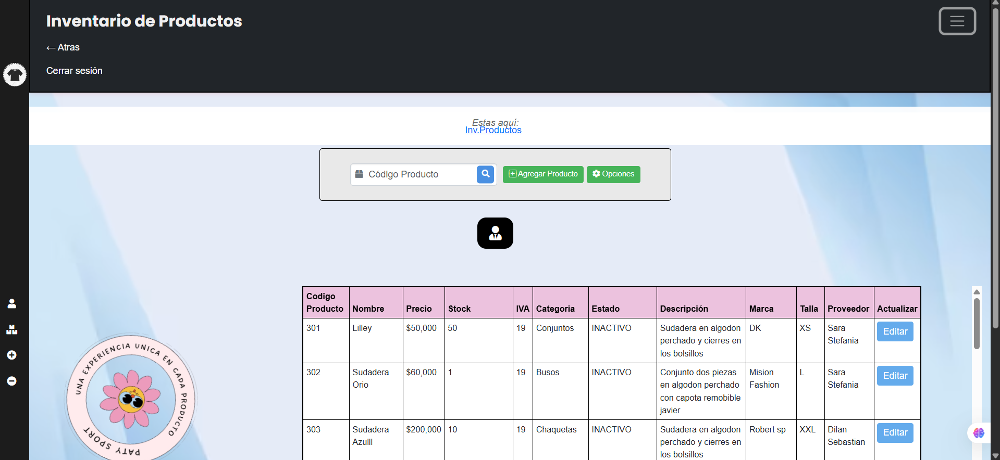 Inventario de Productos
← Atras
Cerrar sesión
Estas aquí:
Inv.Productos
Código Producto
Agregar Producto
Opciones
Codigo Producto Nombre Precio Stock IVA Categoria Estado Descripción Marca Talla Proveedor Actualizar
301 Lilley $50,000 50 19 Conjuntos INACTIVO Sudadera en algodon perchado y cierres en los bolsillos DK XS Sara Stefania Editar
302 Sudadera Orio $60,000 1 19 Busos INACTIVO Conjunto dos piezas en algodon perchado con capota remobible javier Mision Fashion L Sara Stefania Editar
303 Sudadera Azulll $200,000 10 19 Chaquetas INACTIVO Sudadera en algodon perchado y cierres en los bolsillos Robert sp XXL Dilan Sebastian Editar
UNA EXPERIENCIA UNICA EN CADA PRODUCTO
PATY SPORT